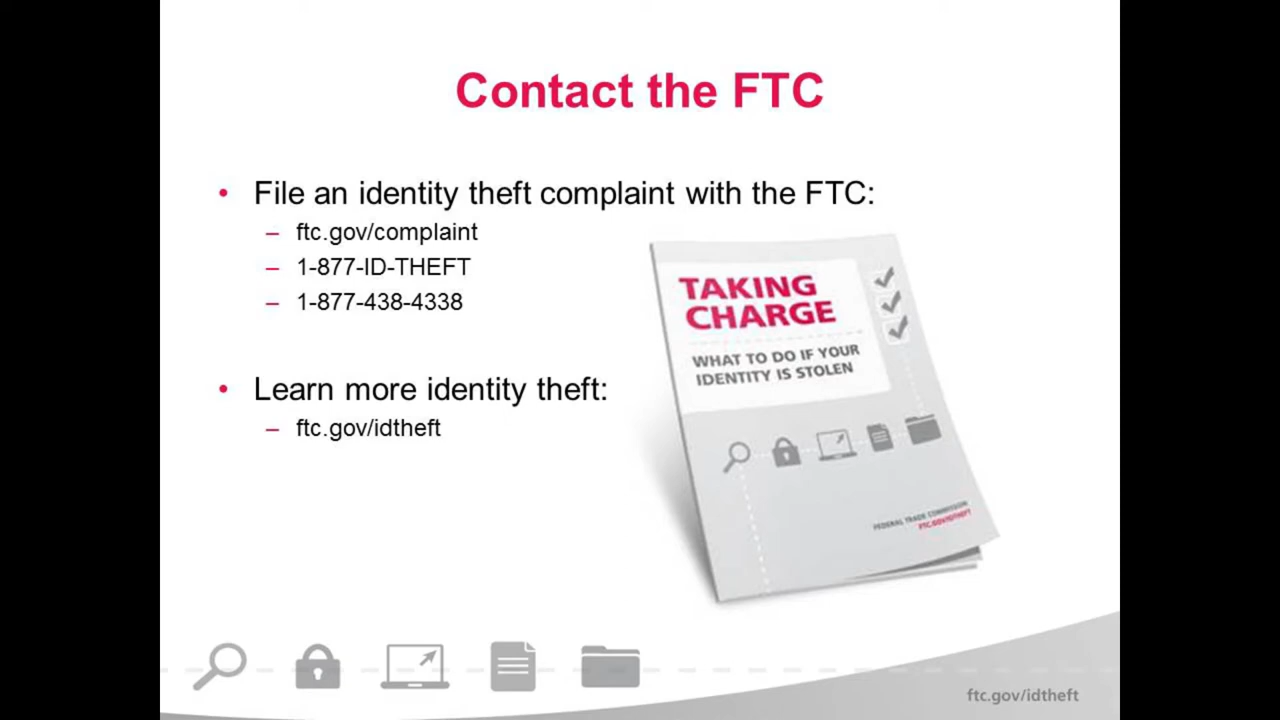 Contact the FTC
• File an identity theft complaint with the FTC:
– ftc.gov/complaint
– 1-877-ID-THEFT
– 1-877-438-4338
• Learn more identity theft:
– ftc.gov/idtheft
TAKING
CHARGE
WHAT TO DO IF YOUR
IDENTITY IS STOLEN
FEDERAL TRADE COMMISSION
FTC.GOV/IDTHEFT
ftc.gov/idtheft